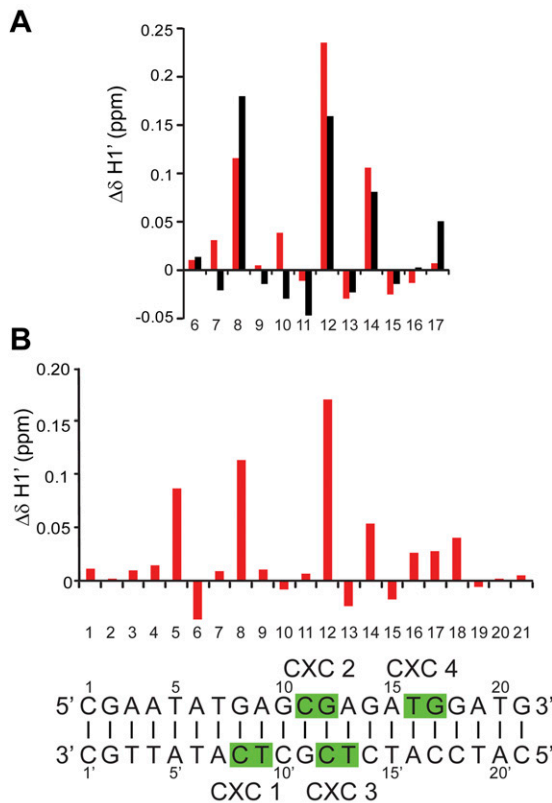 A
0.25
0.2
0.15
0.1
0.05
0
-0.05
Δδ H1' (ppm)
6 7 8 9 10 11 12 13 14 15 16 17
B
0.20
0.15
0.1
0.05
0
Δδ H1' (ppm)
1 2 3 4 5 6 7 8 9 10 11 12 13 14 15 16 17 18 19 20 21
CXC 2 CXC 4
1 5 10 15 20
5' CGAATATGAGCGAGATGGATG 3'
3' CGTTATACTCGCTCTACCTAC 5'
1' 5' 10' 15' 20'
CXC 1 CXC 3